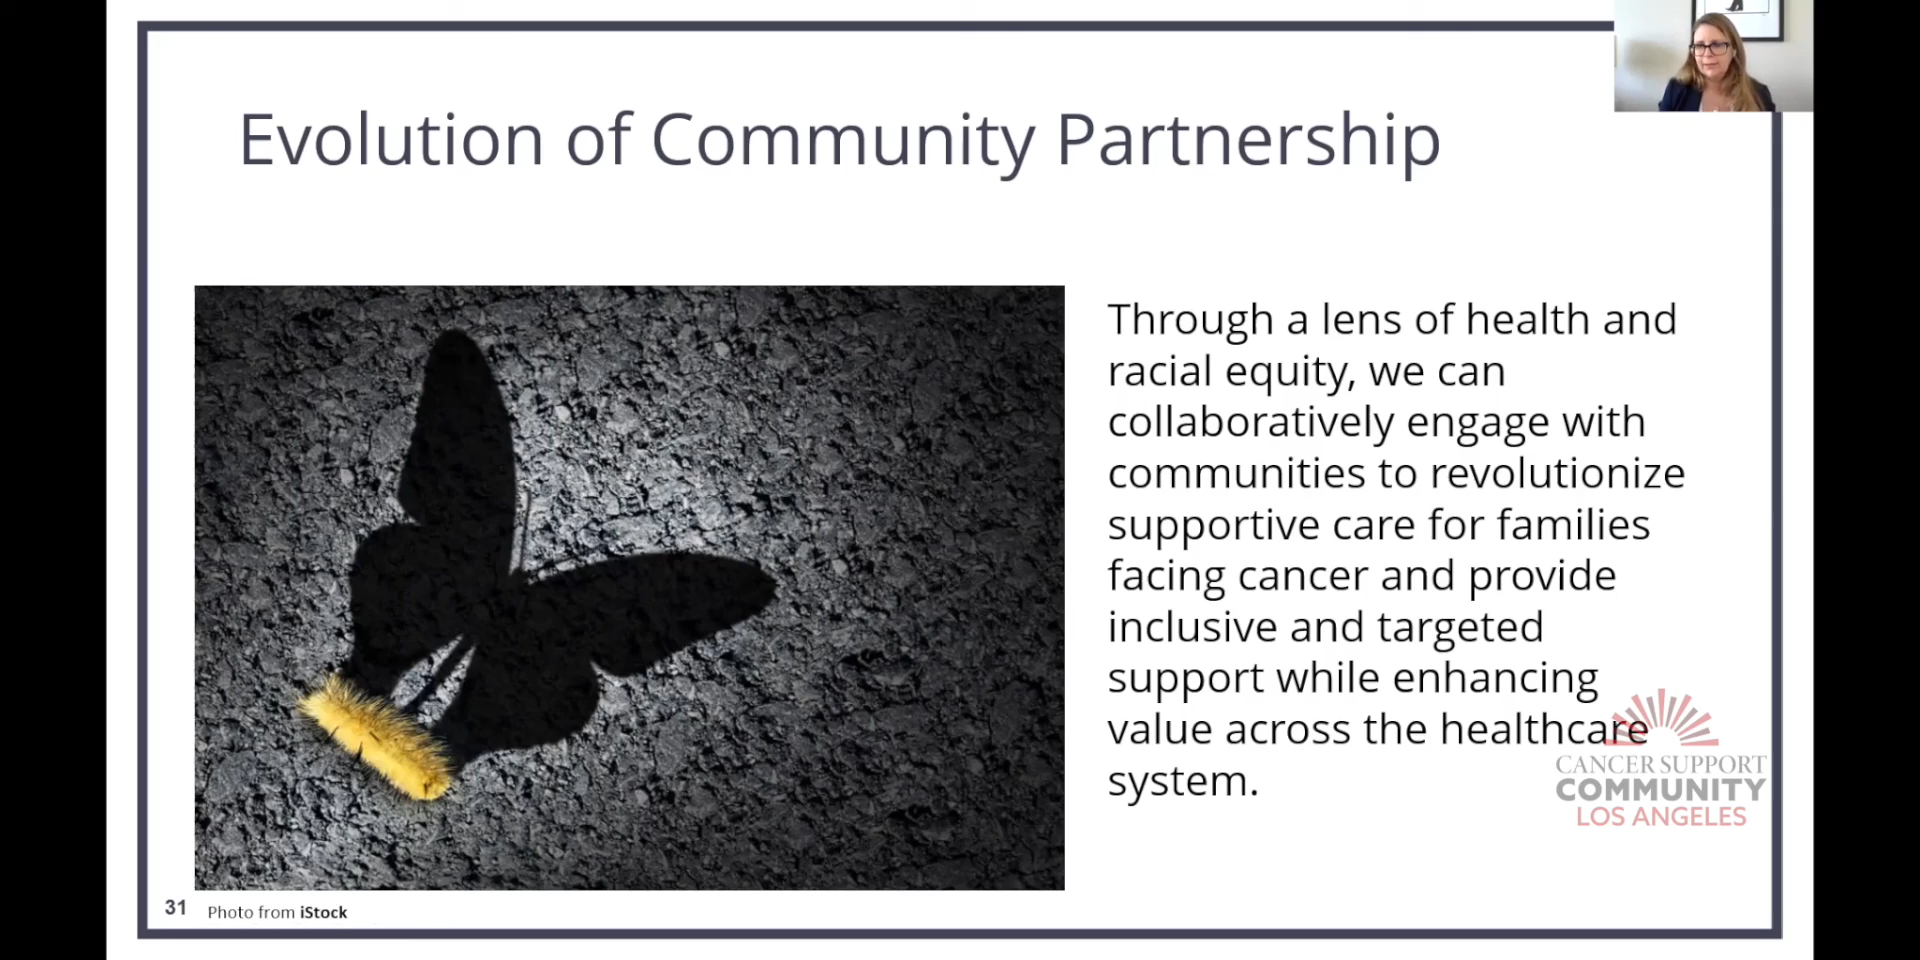 Evolution of Community Partnership
Through a lens of health and
racial equity, we can
collaboratively engage with
communities to revolutionize
supportive care for families
facing cancer and provide
inclusive and targeted
support while enhancing
value across the healthcare
system.
CANCER SUPPORT
COMMUNITY
LOS ANGELES
31 Photo from iStock